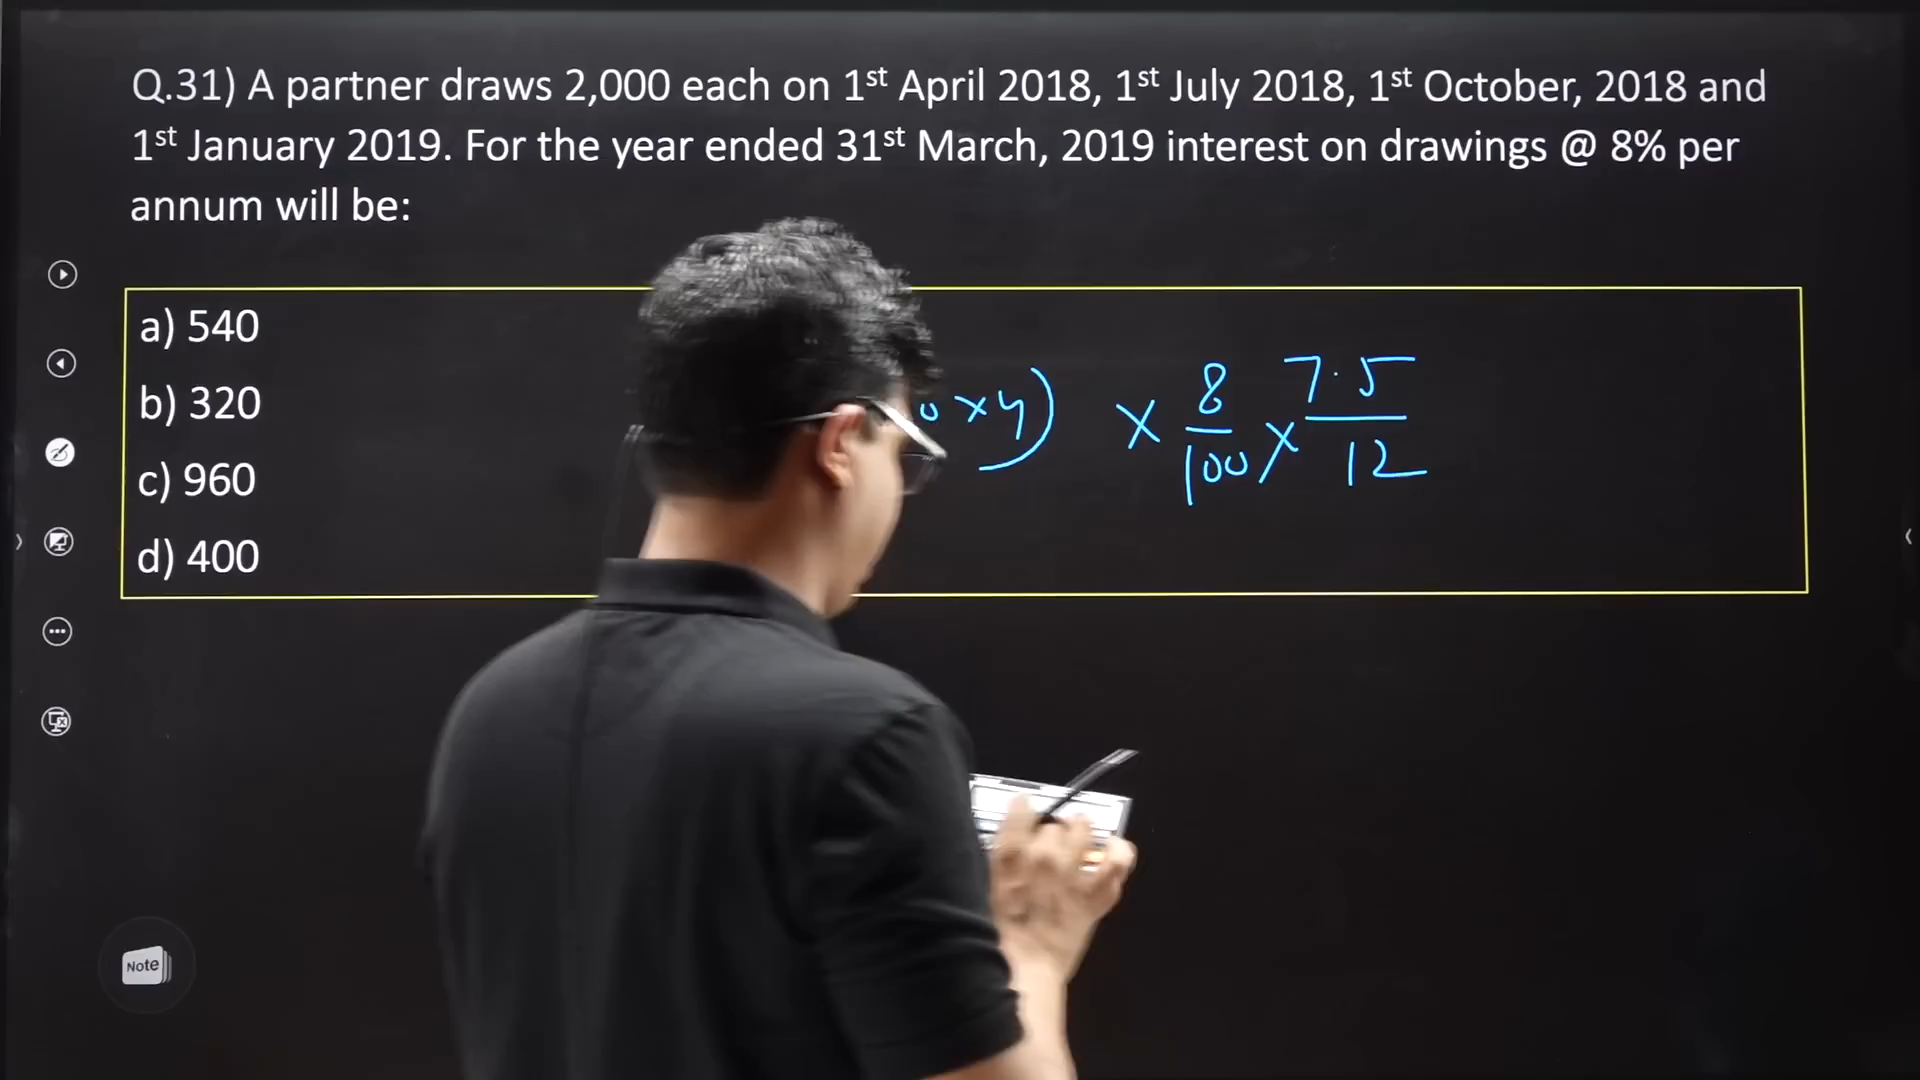 Q.31) A partner draws 2,000 each on 1st April 2018, 1st July 2018, 1st October, 2018 and
1st January 2019. For the year ended 31st March, 2019 interest on drawings @ 8% per
annum will be:
a) 540
b) 320
c) 960
d) 400
0 x 4) x 8/100 x 7.5/12
Note